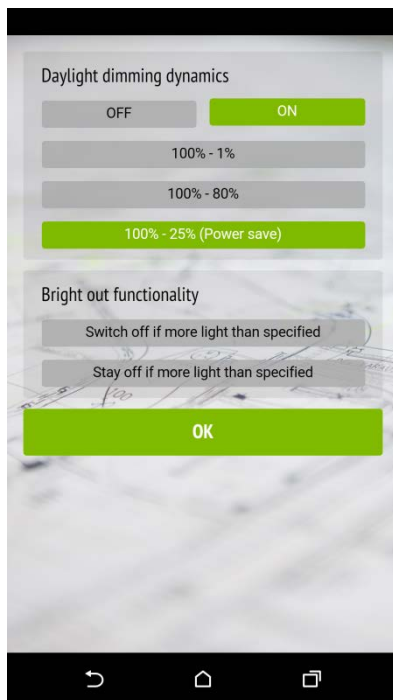 Daylight dimming dynamics
OFF ON
100% - 1%
100% - 80%
100% - 25% (Power save)
Bright out functionality
Switch off if more light than specified
Stay off if more light than specified
OK